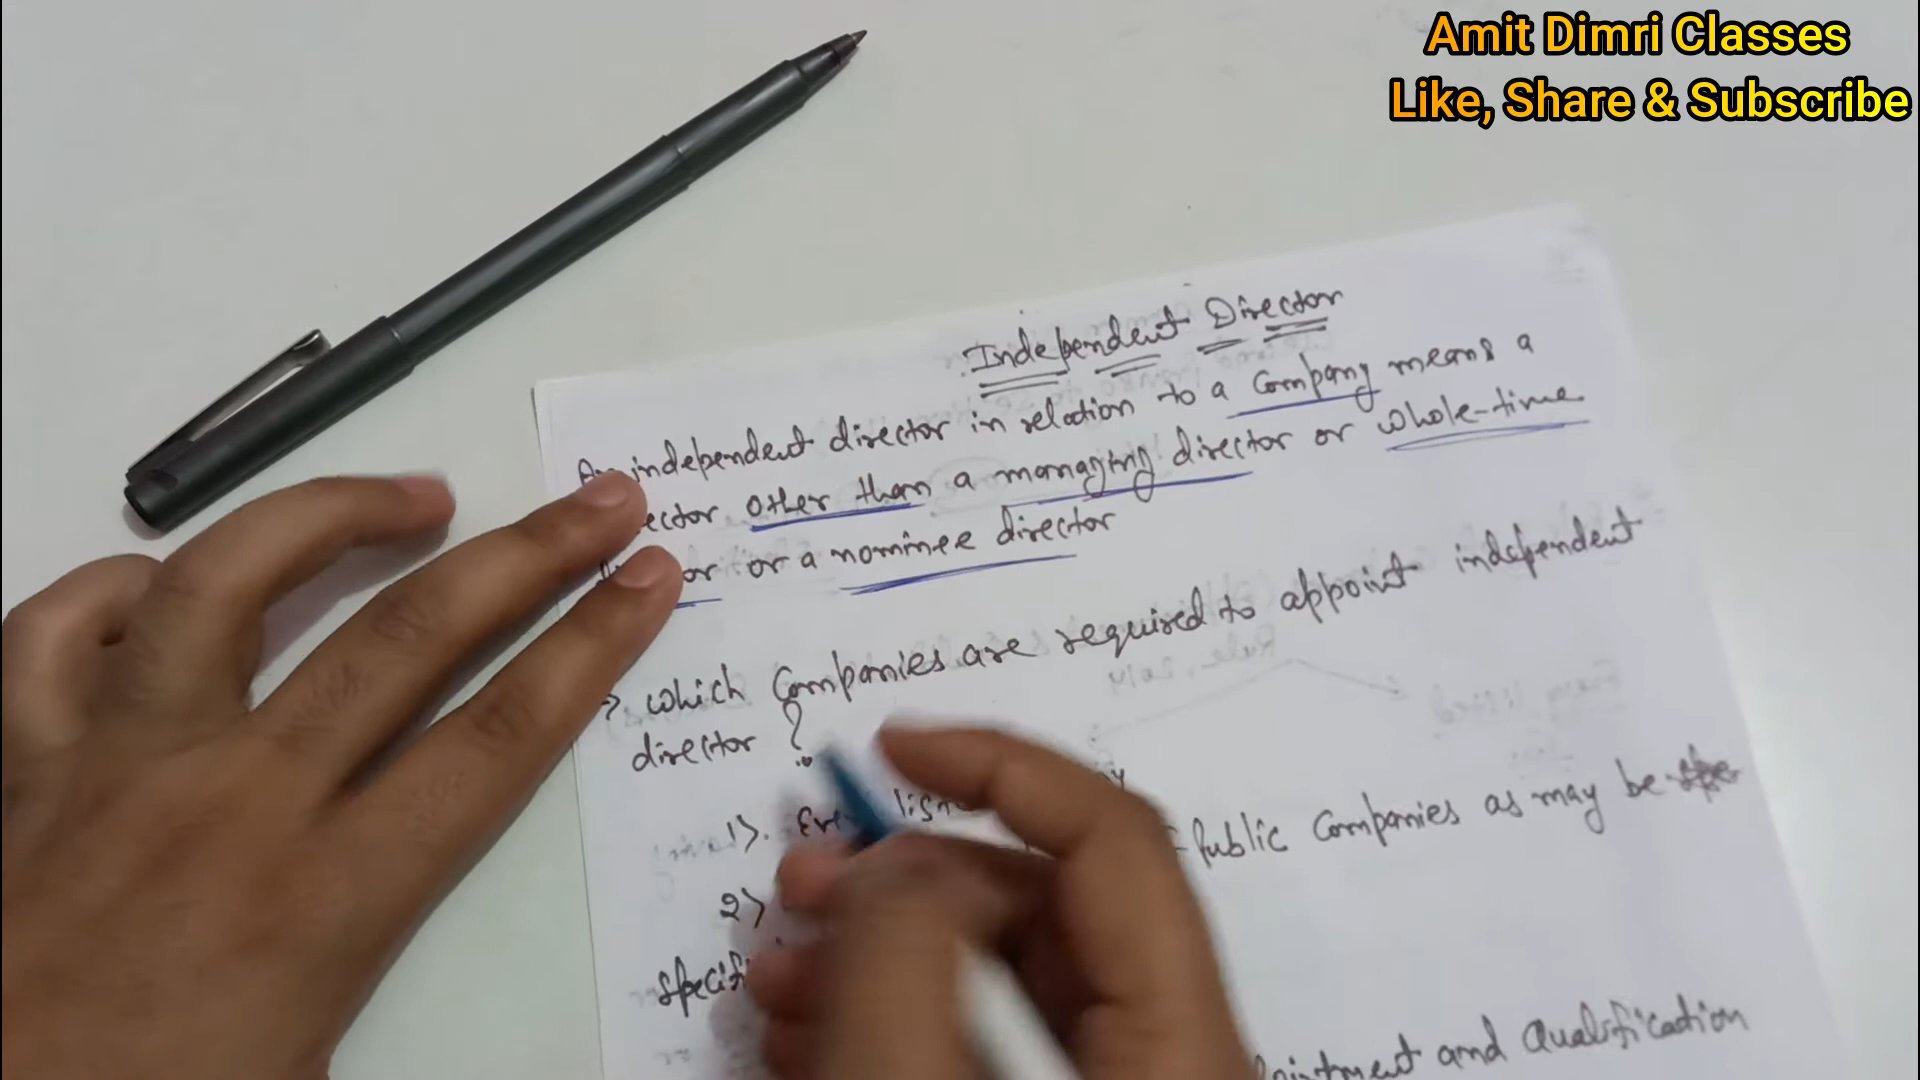 Amit Dimri Classes
Like, Share & Subscribe
Independent Director
independent director in relation to a Company means a
ector other than a managing director or whole-time
or or a nominee director
→ which Companies are required to appoint independent
director ?
1).
2) Public Companies as may be
specifi
ointment and Qualification